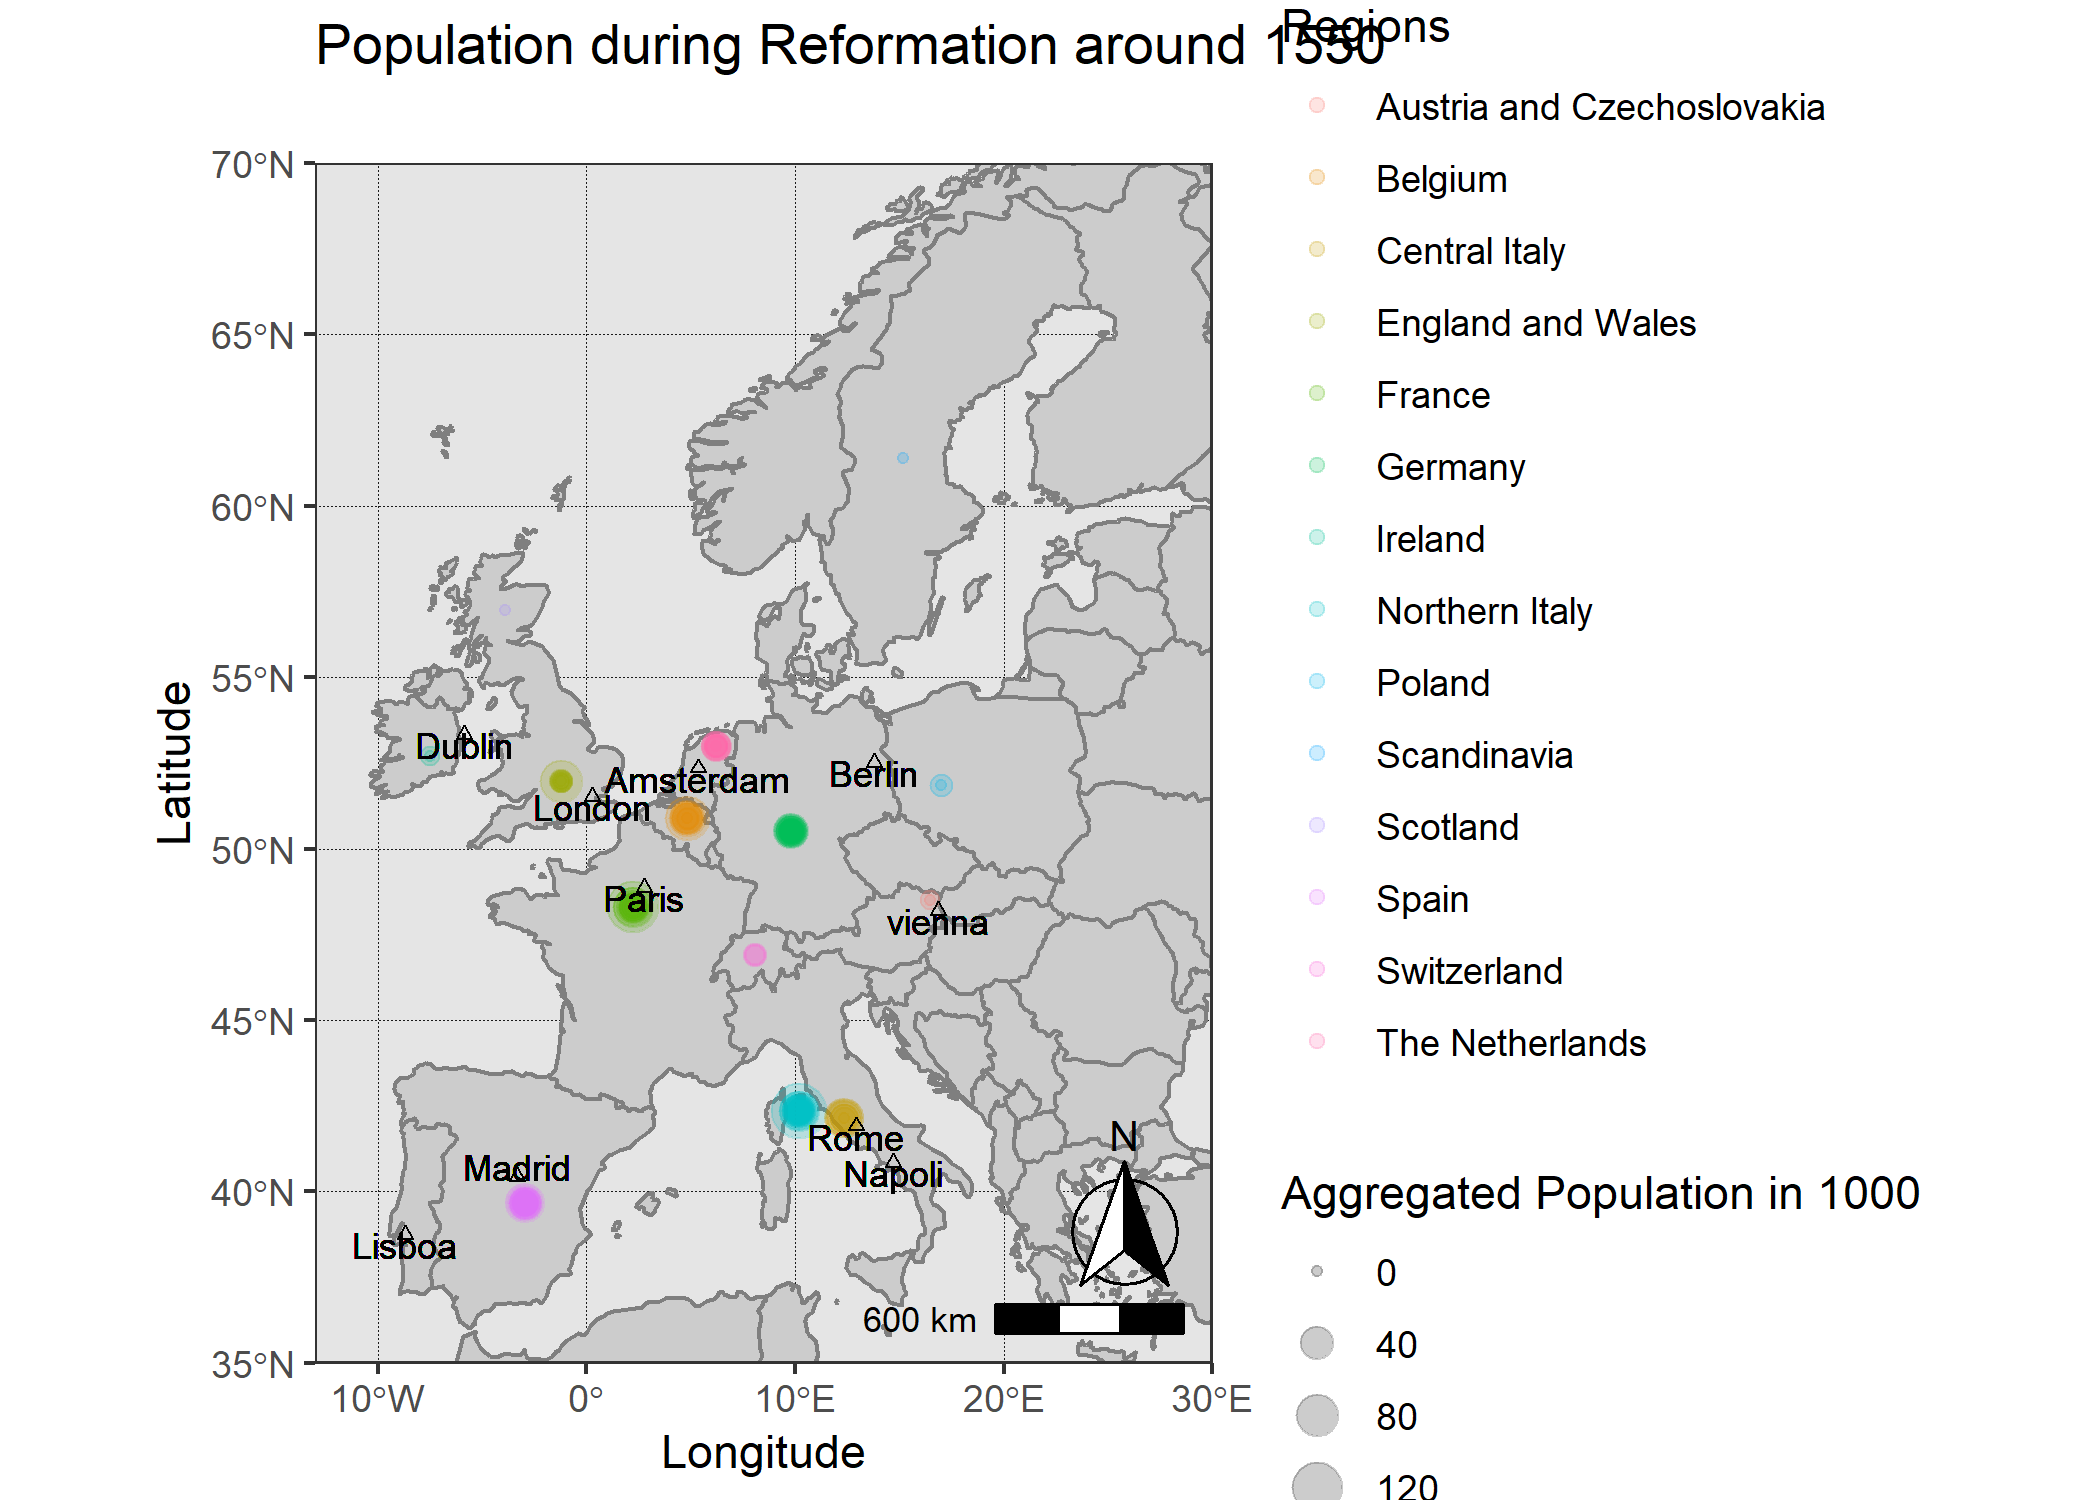 Population during Reformation around 1550
Regions
Austria and Czechoslovakia
Belgium
Central Italy
England and Wales
France
Germany
Ireland
Northern Italy
Poland
Scandinavia
Scotland
Spain
Switzerland
The Netherlands
Aggregated Population in 1000
0
40
80
120
70°N
65°N
60°N
55°N
50°N
45°N
40°N
35°N
Latitude
Dublin
Amsterdam
Berlin
London
Paris
vienna
Rome
Napoli
Madrid
Lisboa
N
600 km
10°W
0°
10°E
20°E
30°E
Longitude